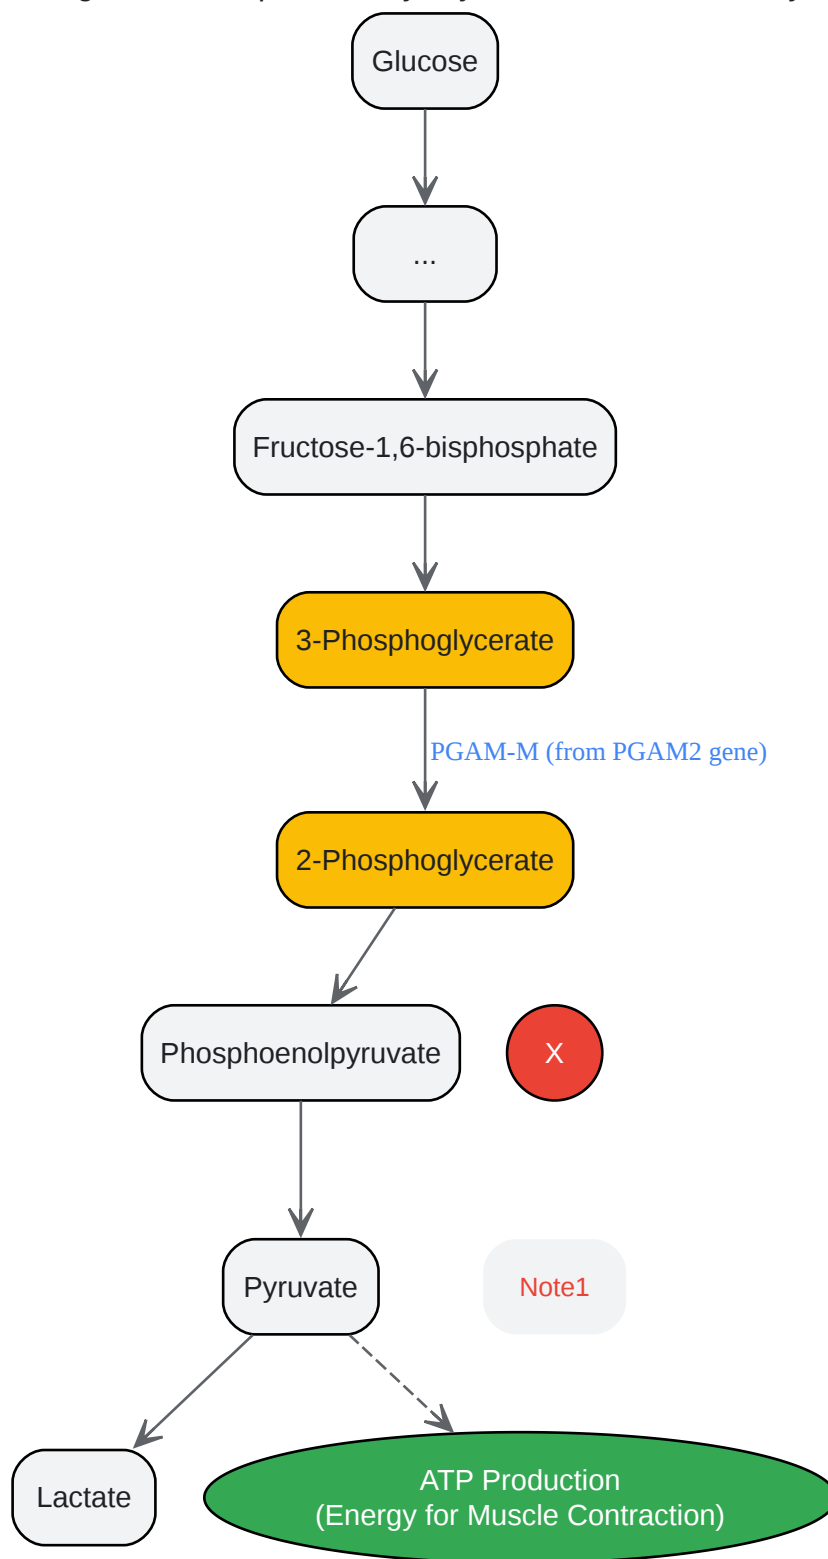 Glucose
...
Fructose-1,6-bisphosphate
3-Phosphoglycerate
PGAM-M (from PGAM2 gene)
2-Phosphoglycerate
Phosphoenolpyruvate
X
Pyruvate
Note1
Lactate
ATP Production
(Energy for Muscle Contraction)